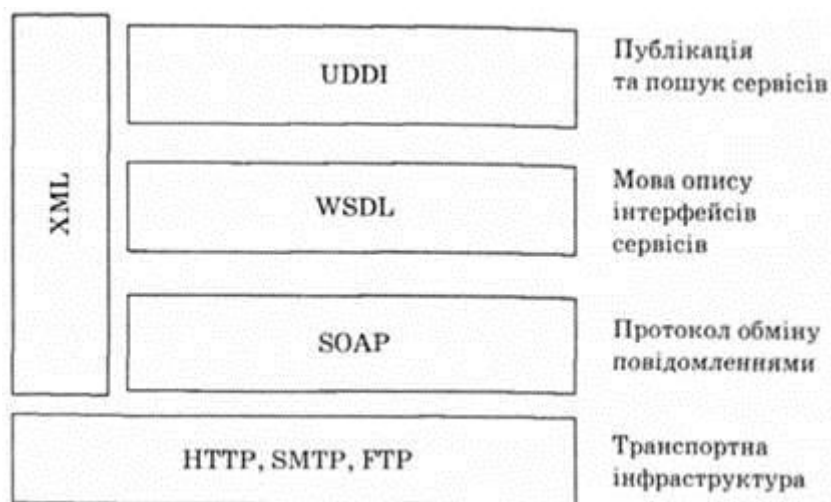 XML
UDDI
Публікація
та пошук сервісів
WSDL
Мова опису
інтерфейсів
сервісів
SOAP
Протокол обміну
повідомленнями
HTTP, SMTP, FTP
Транспортна
інфраструктура